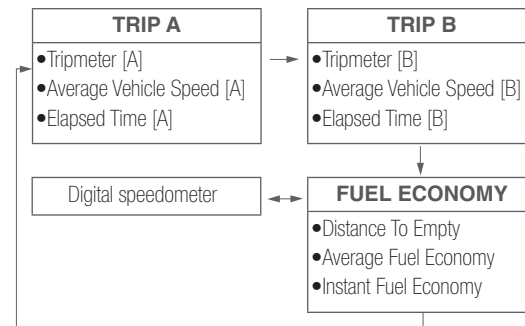 TRIP A
•Tripmeter [A]
•Average Vehicle Speed [A]
•Elapsed Time [A]
TRIP B
•Tripmeter [B]
•Average Vehicle Speed [B]
•Elapsed Time [B]
Digital speedometer
FUEL ECONOMY
•Distance To Empty
•Average Fuel Economy
•Instant Fuel Economy